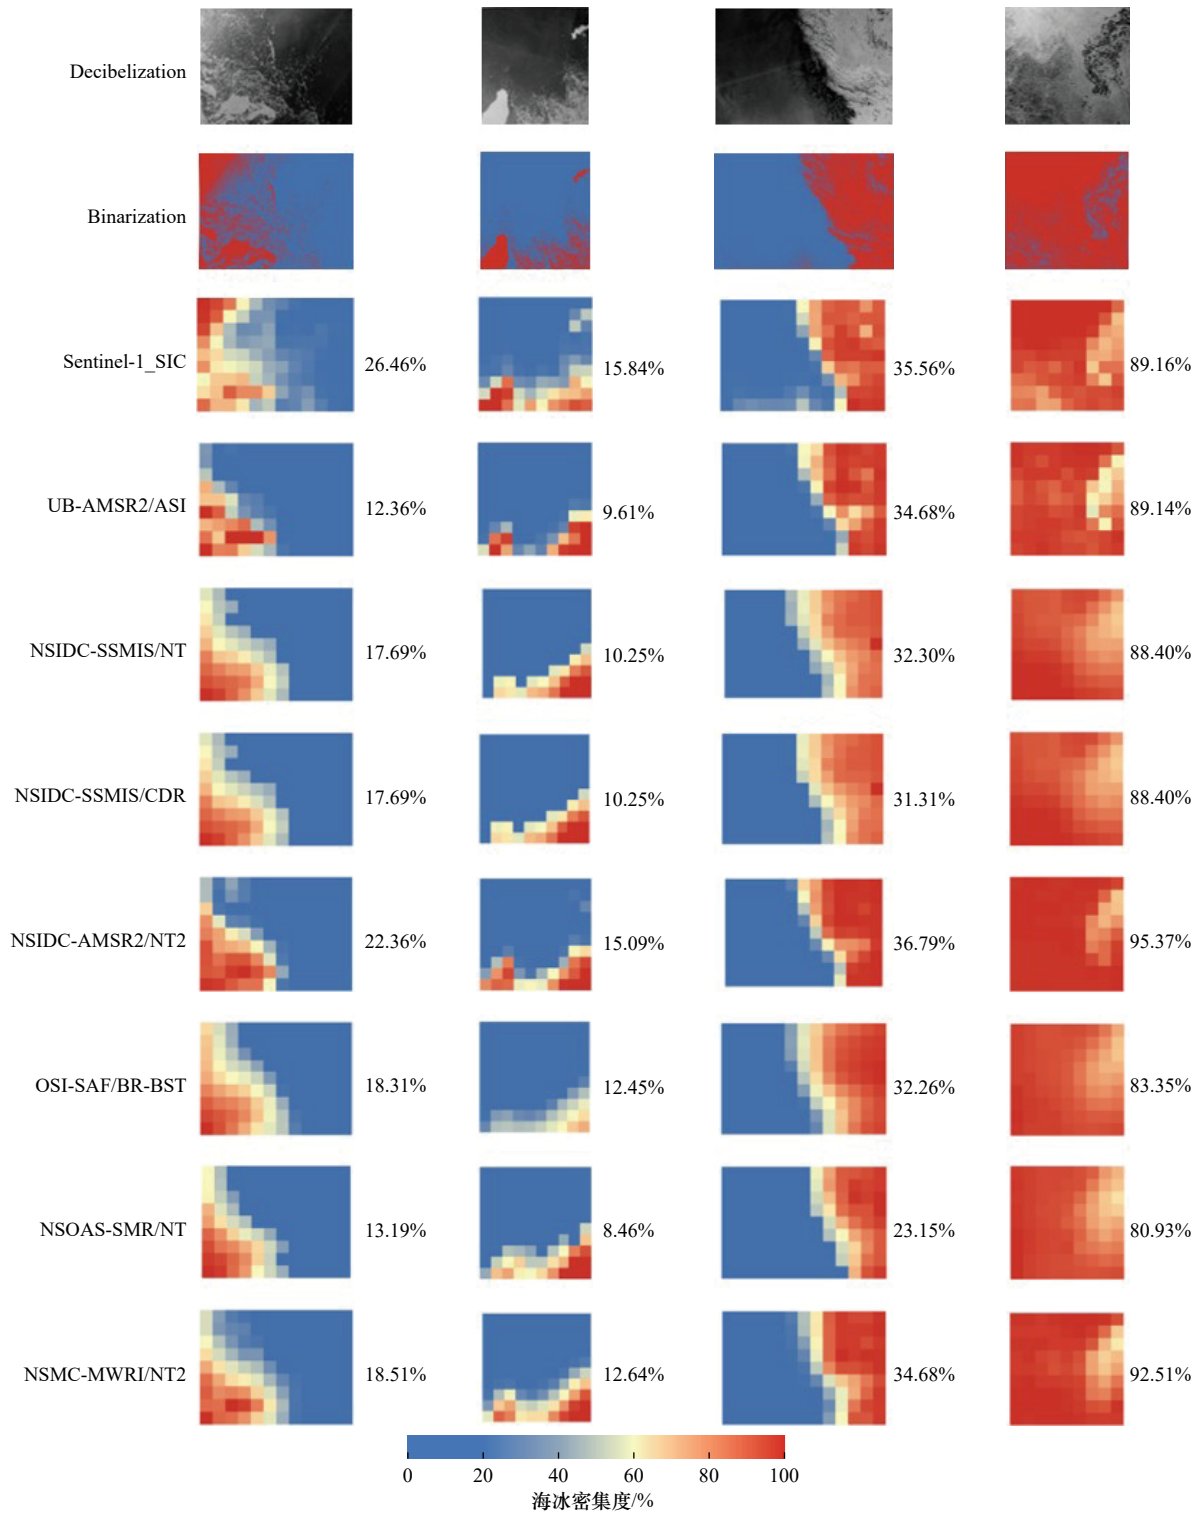 Decibelization
Binarization
Sentinel-1_SIC 26.46% 15.84% 35.56% 89.16%
UB-AMSR2/ASI 12.36% 9.61% 34.68% 89.14%
NSIDC-SSMIS/NT 17.69% 10.25% 32.30% 88.40%
NSIDC-SSMIS/CDR 17.69% 10.25% 31.31% 88.40%
NSIDC-AMSR2/NT2 22.36% 15.09% 36.79% 95.37%
OSI-SAF/BR-BST 18.31% 12.45% 32.26% 83.35%
NSOAS-SMR/NT 13.19% 8.46% 23.15% 80.93%
NSMC-MWRI/NT2 18.51% 12.64% 34.68% 92.51%
0 20 40 60 80 100
海冰密集度/%